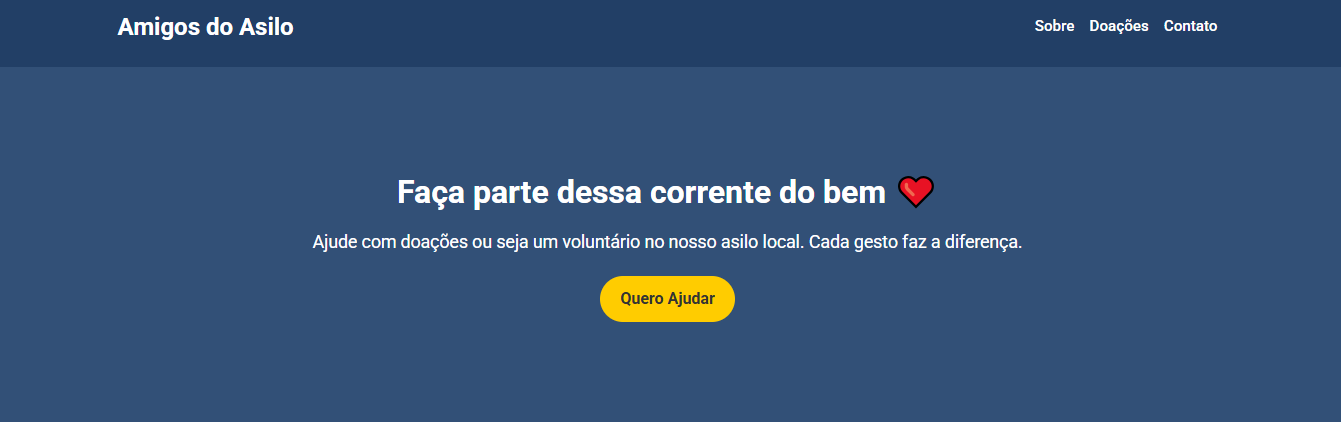 Amigos do Asilo
Sobre Doações Contato
Faça parte dessa corrente do bem ❤️
Ajude com doações ou seja um voluntário no nosso asilo local. Cada gesto faz a diferença.
Quero Ajudar